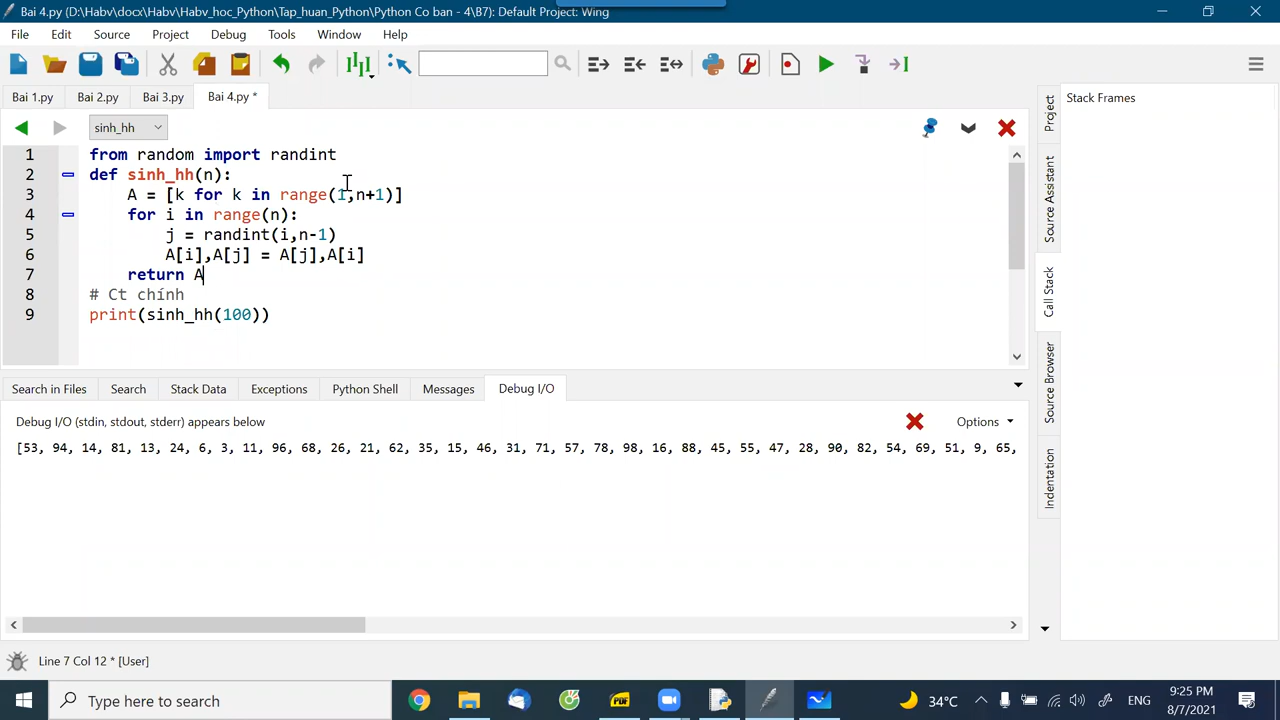 Bai 4.py (D:\Habv\docx\Habv\Habv_hoc_Python\Tap_huan_Python\Python Co ban - 4\B7): Default Project: Wing
File Edit Source Project Debug Tools Window Help
Bai 1.py Bai 2.py Bai 3.py Bai 4.py * Stack Frames
sinh_hh
1 from random import randint
2 def sinh_hh(n):
3 A = [k for k in range(1,n+1)]
4 for i in range(n):
5 j = randint(i,n-1)
6 A[i],A[j] = A[j],A[i]
7 return A
8 # Ct chính
9 print(sinh_hh(100))
Project
Source Assistant
Call Stack
Source Browser
Indentation
Search in Files Search Stack Data Exceptions Python Shell Messages Debug I/O
Debug I/O (stdin, stdout, stderr) appears below Options
[53, 94, 14, 81, 13, 24, 6, 3, 11, 96, 68, 26, 21, 62, 35, 15, 46, 31, 71, 57, 78, 98, 16, 88, 45, 55, 47, 28, 90, 82, 54, 69, 51, 9, 65,
Line 7 Col 12 * [User]
Type here to search
PDF
34°C ENG
9:25 PM
8/7/2021